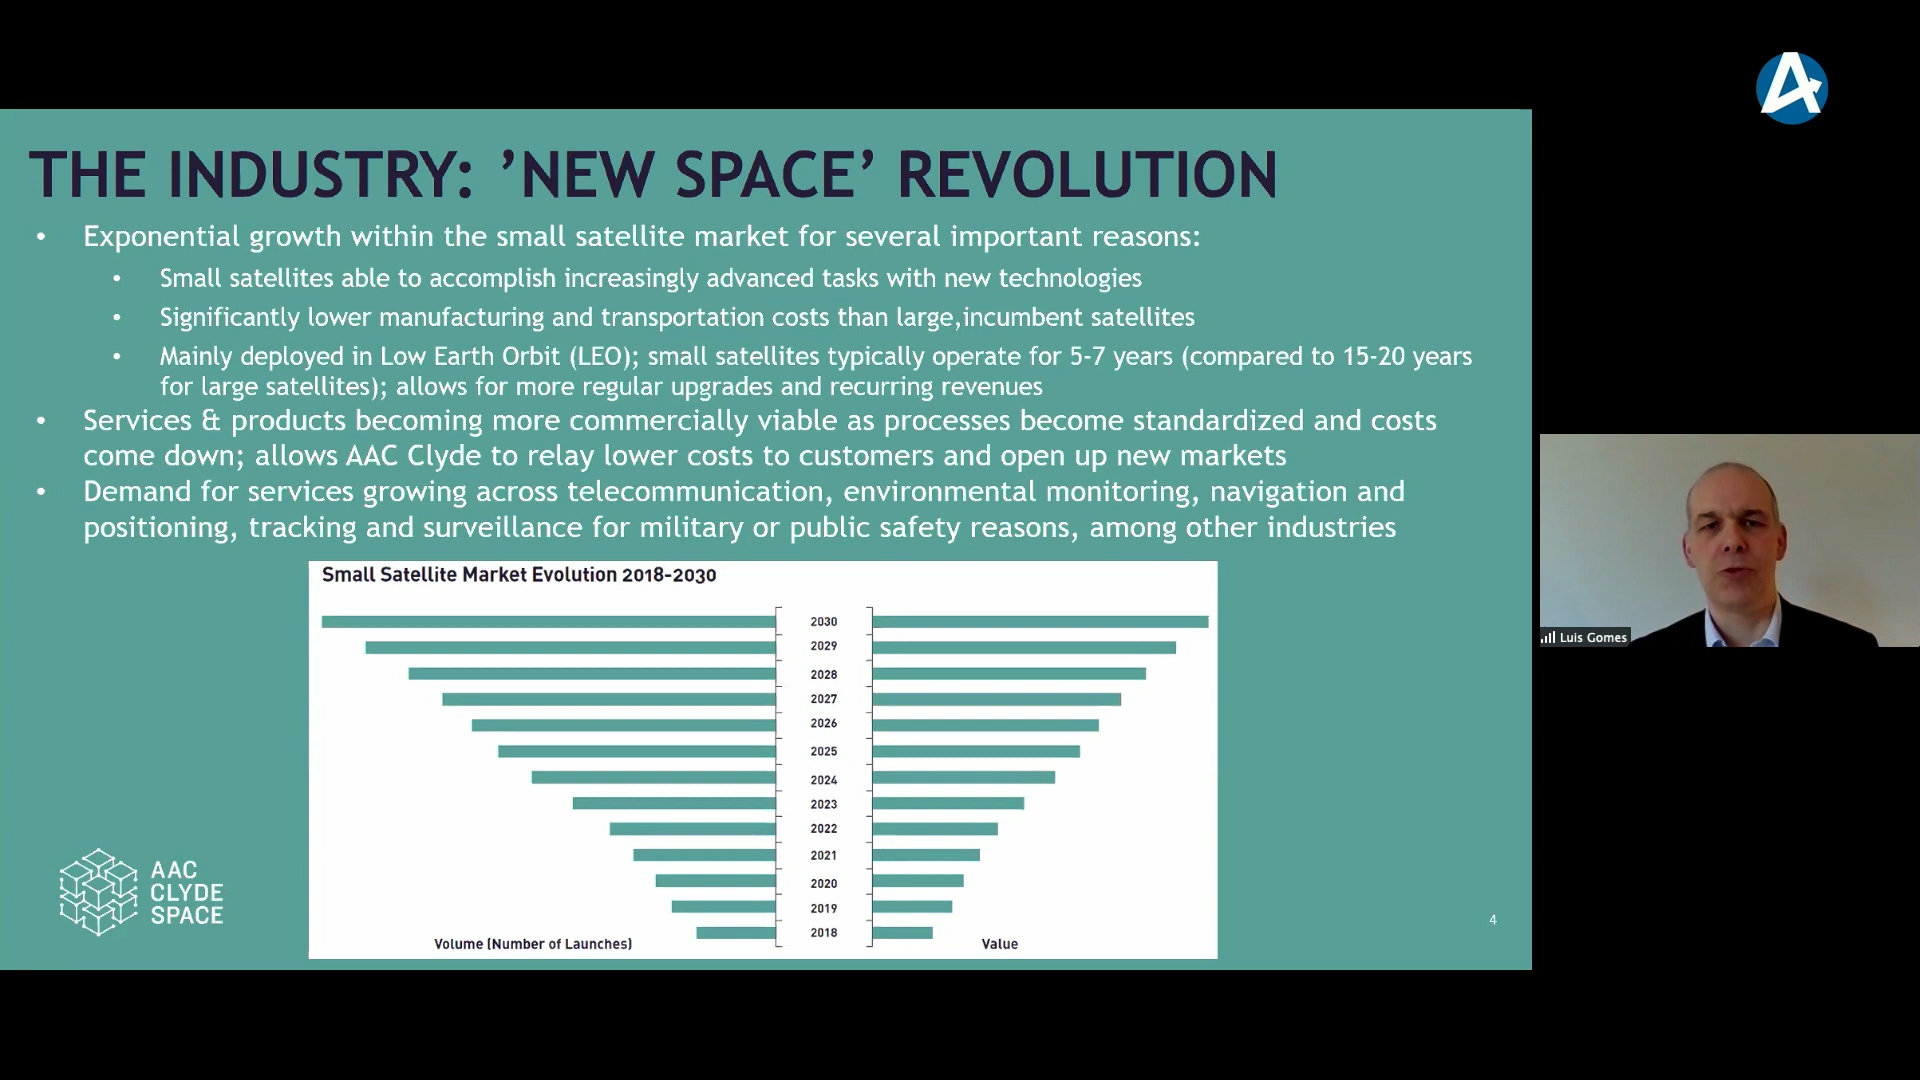 THE INDUSTRY: ’NEW SPACE’ REVOLUTION
• Exponential growth within the small satellite market for several important reasons:
• Small satellites able to accomplish increasingly advanced tasks with new technologies
• Significantly lower manufacturing and transportation costs than large,incumbent satellites
• Mainly deployed in Low Earth Orbit (LEO); small satellites typically operate for 5-7 years (compared to 15-20 years
for large satellites); allows for more regular upgrades and recurring revenues
• Services & products becoming more commercially viable as processes become standardized and costs
come down; allows AAC Clyde to relay lower costs to customers and open up new markets
• Demand for services growing across telecommunication, environmental monitoring, navigation and
positioning, tracking and surveillance for military or public safety reasons, among other industries
Small Satellite Market Evolution 2018-2030
2030
2029
2028
2027
2026
2025
2024
2023
2022
2021
2020
2019
2018
Volume (Number of Launches)
Value
AAC
CLYDE
SPACE
4
Luis Gomes